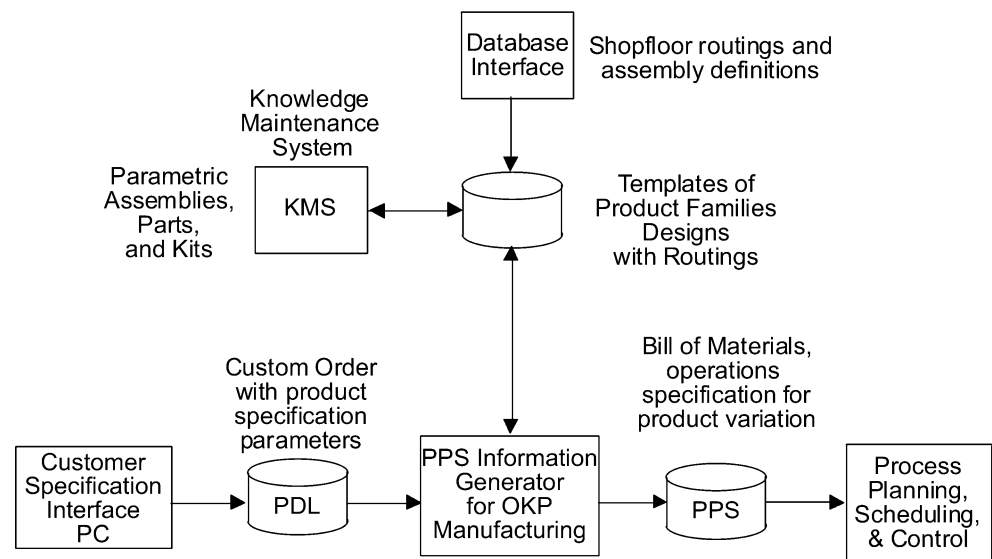 Database
Interface
Shopfloor routings and
assembly definitions
Knowledge
Maintenance
System
Parametric
Assemblies,
Parts,
and Kits
KMS
Templates of
Product Families
Designs
with Routings
Custom Order
with product
specification
parameters
Bill of Materials,
operations
specification for
product variation
Customer
Specification
Interface
PC
PDL
PPS Information
Generator
for OKP
Manufacturing
PPS
Process
Planning,
Scheduling,
& Control